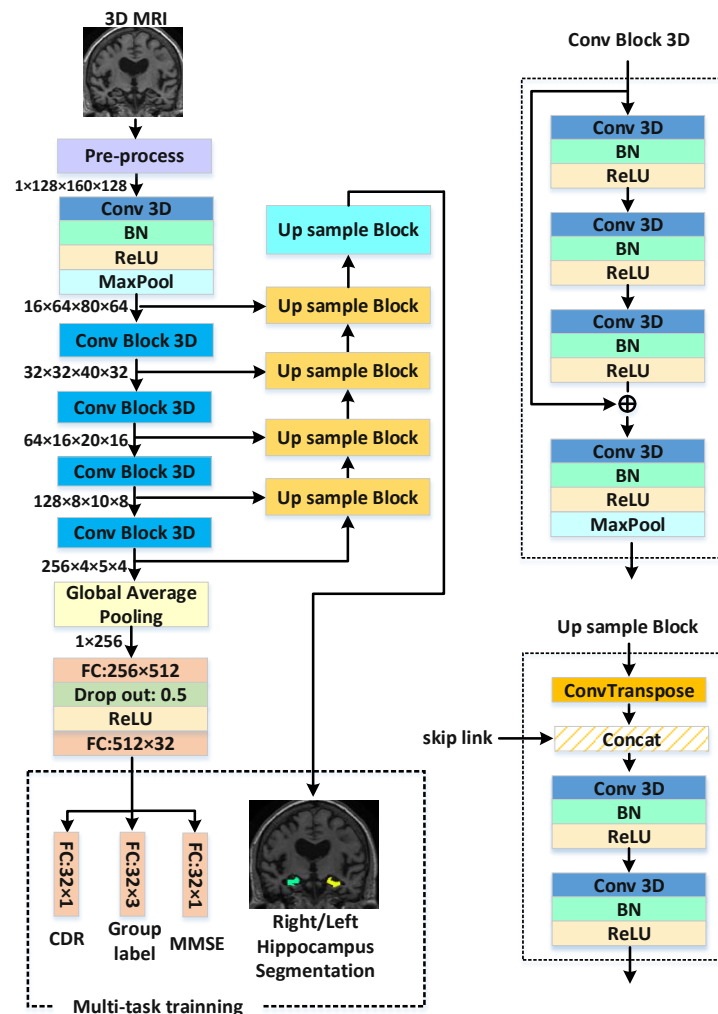 3D MRI
Pre-process
1×128×160×128
Conv 3D
BN
ReLU
MaxPool
16×64×80×64
Conv Block 3D
32×32×40×32
Conv Block 3D
64×16×20×16
Conv Block 3D
128×8×10×8
Conv Block 3D
256×4×5×4
Global Average
Pooling
1×256
FC:256×512
Drop out: 0.5
ReLU
FC:512×32
Up sample Block
Up sample Block
Up sample Block
Up sample Block
Up sample Block
FC:32×1
FC:32×3
FC:32×1
CDR
Group
label
MMSE
Right/Left
Hippocampus
Segmentation
Multi-task trainning
Conv Block 3D
Conv 3D
BN
ReLU
Conv 3D
BN
ReLU
Conv 3D
BN
ReLU
Conv 3D
BN
ReLU
MaxPool
Up sample Block
ConvTranspose
skip link
Concat
Conv 3D
BN
ReLU
Conv 3D
BN
ReLU